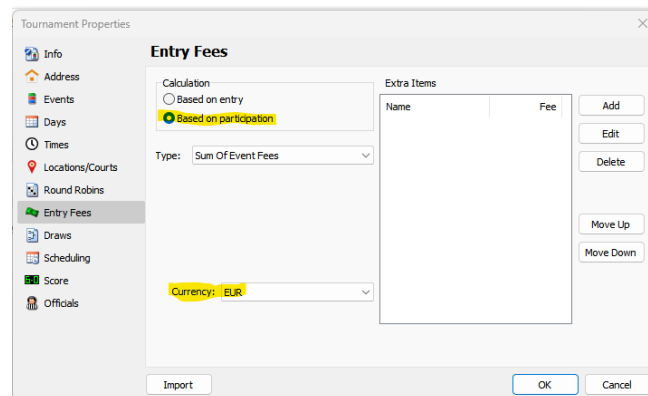 Tournament Properties
Info
Address
Events
Days
Times
Locations/Courts
Round Robins
Entry Fees
Draws
Scheduling
Score
Officials
Entry Fees
Calculation
Based on entry
Based on participation
Type: Sum Of Event Fees
Currency: EUR
Extra Items
Name Fee
Add
Edit
Delete
Move Up
Move Down
Import
OK
Cancel